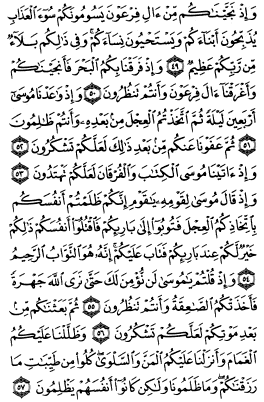 وَإِذْ نَجَّيْنَٰكُم مِّنْ ءَالِ فِرْعَوْنَ يَسُومُونَكُمْ سُوٓءَ ٱلْعَذَابِ
يُذَبِّحُونَ أَبْنَآءَكُمْ وَيَسْتَحْيُونَ نِسَآءَكُمْ ۚ وَفِى ذَٰلِكُم بَلَآءٌ
مِّن رَّبِّكُمْ عَظِيمٌ ٤٩ وَإِذْ فَرَقْنَا بِكُمُ ٱلْبَحْرَ فَأَنجَيْنَٰكُمْ
وَأَغْرَقْنَآ ءَالَ فِرْعَوْنَ وَأَنتُمْ تَنظُرُونَ ٥٠ وَإِذْ وَٰعَدْنَا مُوسَىٰٓ
أَرْبَعِينَ لَيْلَةً ثُمَّ ٱتَّخَذْتُمُ ٱلْعِجْلَ مِنۢ بَعْدِهِۦ وَأَنتُمْ ظَٰلِمُونَ
٥١ ثُمَّ عَفَوْنَا عَنكُم مِّنۢ بَعْدِ ذَٰلِكَ لَعَلَّكُمْ تَشْكُرُونَ ٥٢
وَإِذْ ءَاتَيْنَا مُوسَى ٱلْكِتَٰبَ وَٱلْفُرْقَانَ لَعَلَّكُمْ تَهْتَدُونَ ٥٣
وَإِذْ قَالَ مُوسَىٰ لِقَوْمِهِۦ يَٰقَوْمِ إِنَّكُمْ ظَلَمْتُمْ أَنفُسَكُم
بِٱتِّخَاذِكُمُ ٱلْعِجْلَ فَتُوبُوٓا۟ إِلَىٰ بَارِئِكُمْ فَٱقْتُلُوٓا۟ أَنفُسَكُمْ ذَٰلِكُمْ
خَيْرٌ لَّكُمْ عِندَ بَارِئِكُمْ فَتَابَ عَلَيْكُمْ ۚ إِنَّهُۥ هُوَ ٱلتَّوَّابُ ٱلرَّحِيمُ
٥٤ وَإِذْ قُلْتُمْ يَٰمُوسَىٰ لَن نُّؤْمِنَ لَكَ حَتَّىٰ نَرَى ٱللَّهَ جَهْرَةً
فَأَخَذَتْكُمُ ٱلصَّٰعِقَةُ وَأَنتُمْ تَنظُرُونَ ٥٥ ثُمَّ بَعَثْنَٰكُم مِّنۢ
بَعْدِ مَوْتِكُمْ لَعَلَّكُمْ تَشْكُرُونَ ٥٦ وَظَلَّلْنَا عَلَيْكُمُ
ٱلْغَمَامَ وَأَنزَلْنَا عَلَيْكُمُ ٱلْمَنَّ وَٱلسَّلْوَىٰ ۖ كُلُوا۟ مِن طَيِّبَٰتِ مَا
رَزَقْنَٰكُمْ ۖ وَمَا ظَلَمُونَا وَلَٰكِن كَانُوٓا۟ أَنفُسَهُمْ يَظْلِمُونَ ٥٧